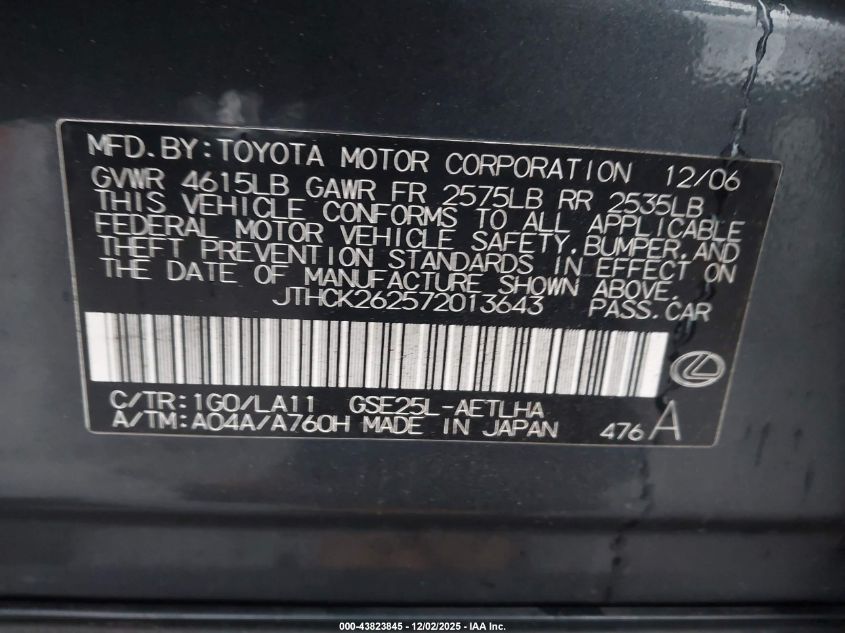 MFD.BY:TOYOTA MOTOR CORPORATION 12/06
GVWR 4615LB GAWR FR 2575LB RR 2535LB
THIS VEHICLE CONFORMS TO ALL APPLICABLE
FEDERAL MOTOR VEHICLE SAFETY,BUMPER,AND
THEFT PREVENTION STANDARDS IN EFFECT ON
THE DATE OF MANUFACTURE SHOWN ABOVE.
JTHCK262572013643 PASS.CAR
C/TR:1G0/LA11 GSE25L-AETLHA
A/TM:A04A/A760H MADE IN JAPAN 476A
000-43823845 - 12/02/2025 - IAA Inc.